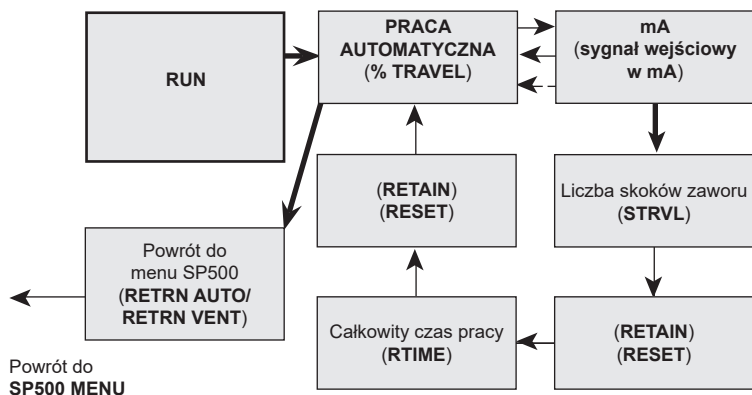 RUN
PRACA
AUTOMATYCZNA
(% TRAVEL)
mA
(sygnał wejściowy
w mA)
(RETAIN)
(RESET)
Liczba skoków zaworu
(STRVL)
Powrót do
menu SP500
(RETRN AUTO/
RETRN VENT)
Całkowity czas pracy
(RTIME)
(RETAIN)
(RESET)
Powrót do
SP500 MENU